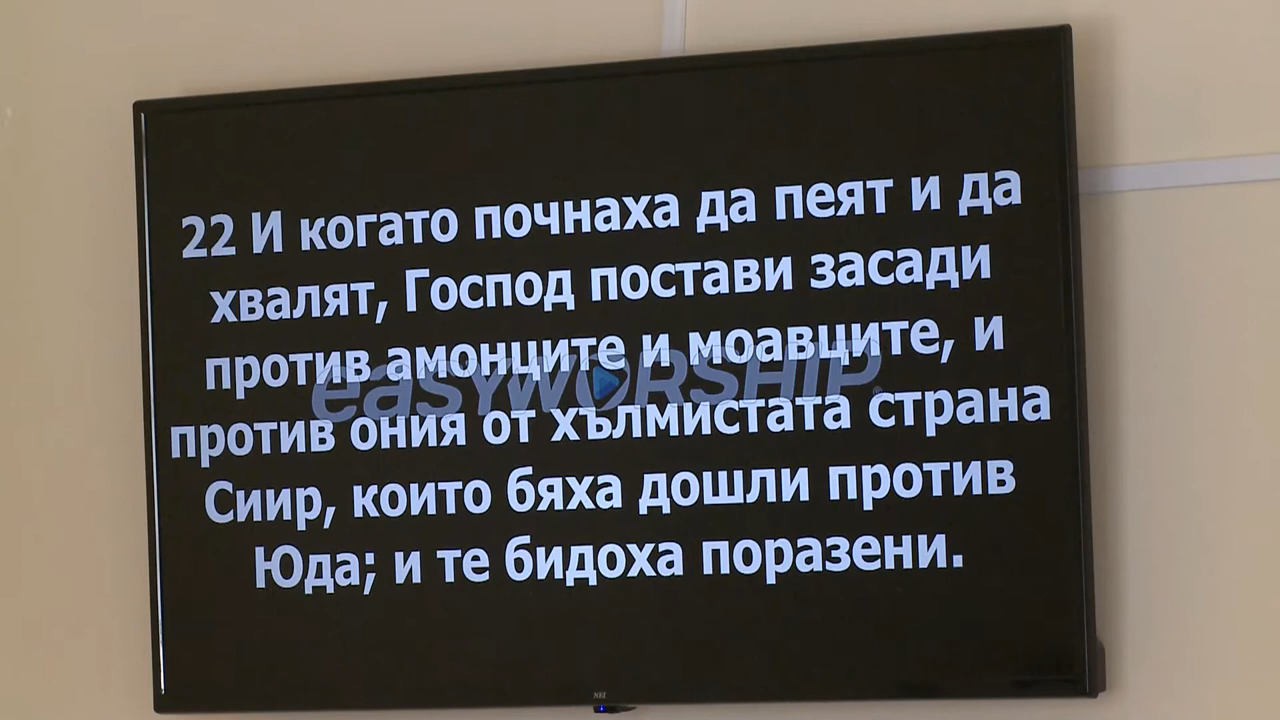 22 И когато почнаха да пеят и да
хвалят, Господ постави засади
против амонците и моавците, и
easyWORSHIP®
против ония от хълмистата страна
Сиир, които бяха дошли против
Юда; и те бидоха поразени.
NEI